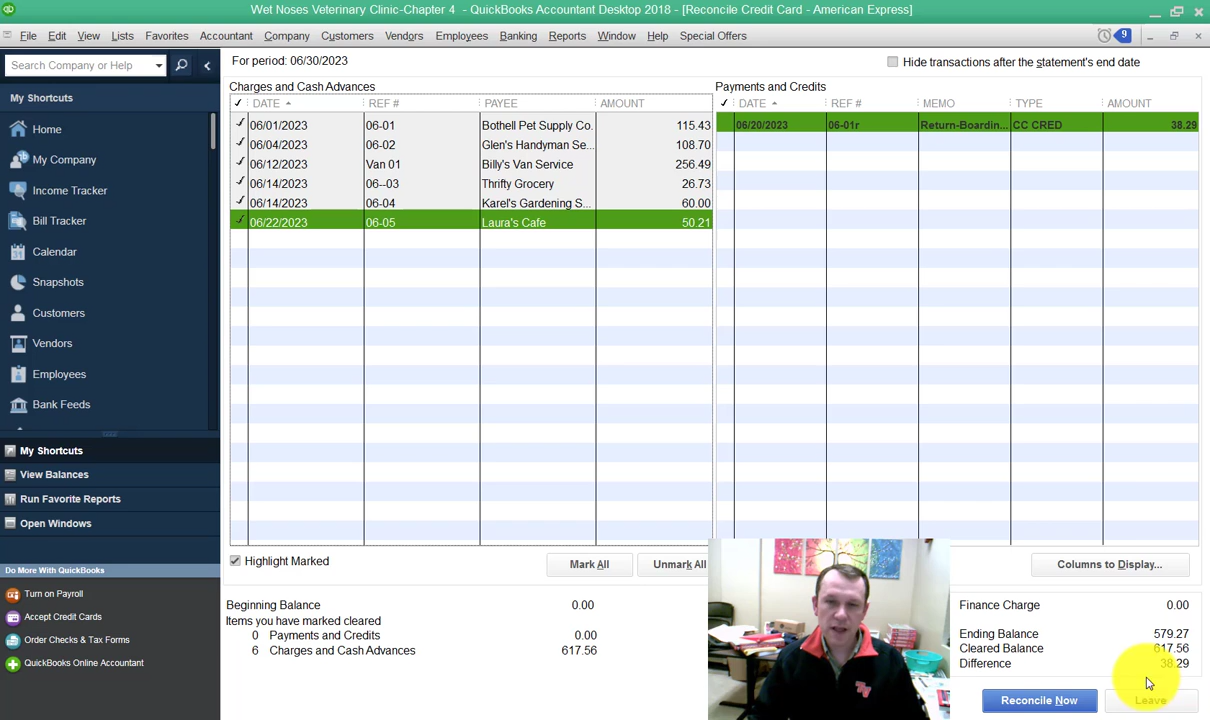 Wet Noses Veterinary Clinic-Chapter 4 - QuickBooks Accountant Desktop 2018 - [Reconcile Credit Card - American Express]
File Edit View Lists Favorites Accountant Company Customers Vendors Employees Banking Reports Window Help Special Offers 9
Search Company or Help
My Shortcuts
Home
My Company
Income Tracker
Bill Tracker
Calendar
Snapshots
Customers
Vendors
Employees
Bank Feeds
My Shortcuts
View Balances
Run Favorite Reports
Open Windows
Do More With QuickBooks
Turn on Payroll
Accept Credit Cards
Order Checks & Tax Forms
QuickBooks Online Accountant
For period: 06/30/2023
Hide transactions after the statement's end date
Charges and Cash Advances
✓ DATE REF # PAYEE AMOUNT
✓ 06/01/2023 06-01 Bothell Pet Supply Co. 115.43
✓ 06/04/2023 06-02 Glen's Handyman Se... 108.70
✓ 06/12/2023 Van 01 Billy's Van Service 256.49
✓ 06/14/2023 06--03 Thrifty Grocery 26.73
✓ 06/14/2023 06-04 Karel's Gardening S... 60.00
✓ 06/22/2023 06-05 Laura's Cafe 50.21
Payments and Credits
✓ DATE REF # MEMO TYPE AMOUNT
06/20/2023 06-01r Return-Boardin... CC CRED 38.29
Highlight Marked
Mark All
Unmark All
Columns to Display...
Beginning Balance 0.00
Items you have marked cleared
0 Payments and Credits 0.00
6 Charges and Cash Advances 617.56
Finance Charge 0.00
Ending Balance 579.27
Cleared Balance 617.56
Difference 38.29
Reconcile Now
Leave